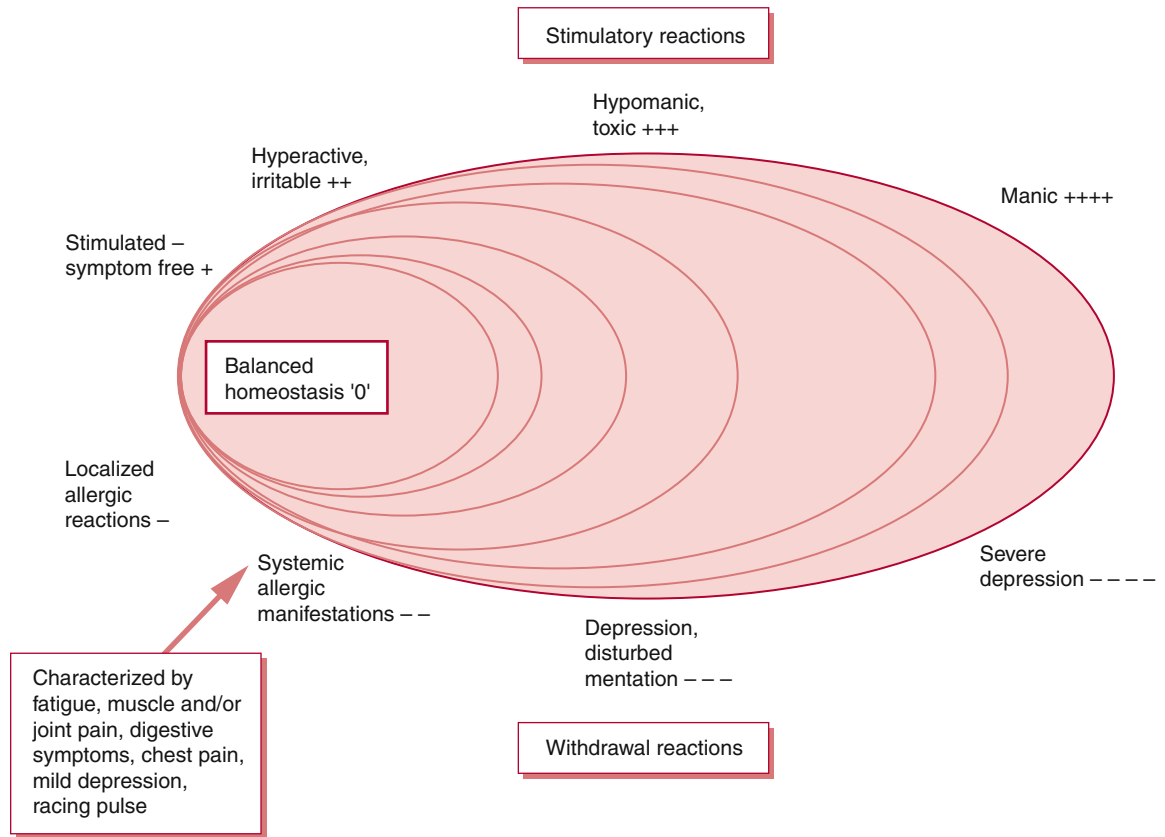 Stimulatory reactions
Hypomanic,
toxic +++
Hyperactive,
irritable ++
Manic ++++
Stimulated –
symptom free +
Balanced
homeostasis '0'
Localized
allergic
reactions –
Systemic
allergic
manifestations – –
Severe
depression – – – –
Depression,
disturbed
mentation – – –
Characterized by
fatigue, muscle and/or
joint pain, digestive
symptoms, chest pain,
mild depression,
racing pulse
Withdrawal reactions